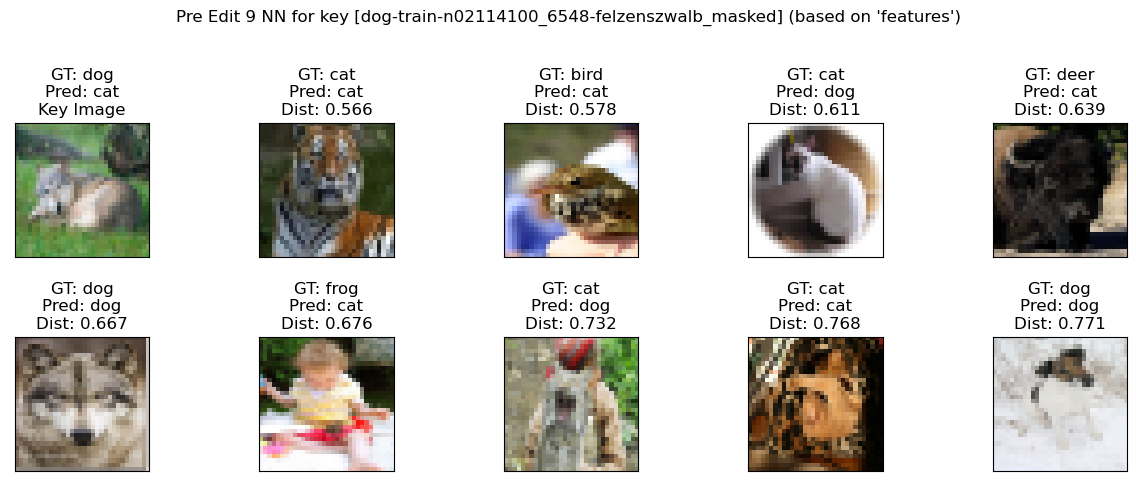 Pre Edit 9 NN for key [dog-train-n02114100_6548-felzenszwalb_masked] (based on 'features')
GT: dog
Pred: cat
Key Image
GT: cat
Pred: cat
Dist: 0.566
GT: bird
Pred: cat
Dist: 0.578
GT: cat
Pred: dog
Dist: 0.611
GT: deer
Pred: cat
Dist: 0.639
GT: dog
Pred: dog
Dist: 0.667
GT: frog
Pred: cat
Dist: 0.676
GT: cat
Pred: dog
Dist: 0.732
GT: cat
Pred: cat
Dist: 0.768
GT: dog
Pred: dog
Dist: 0.771